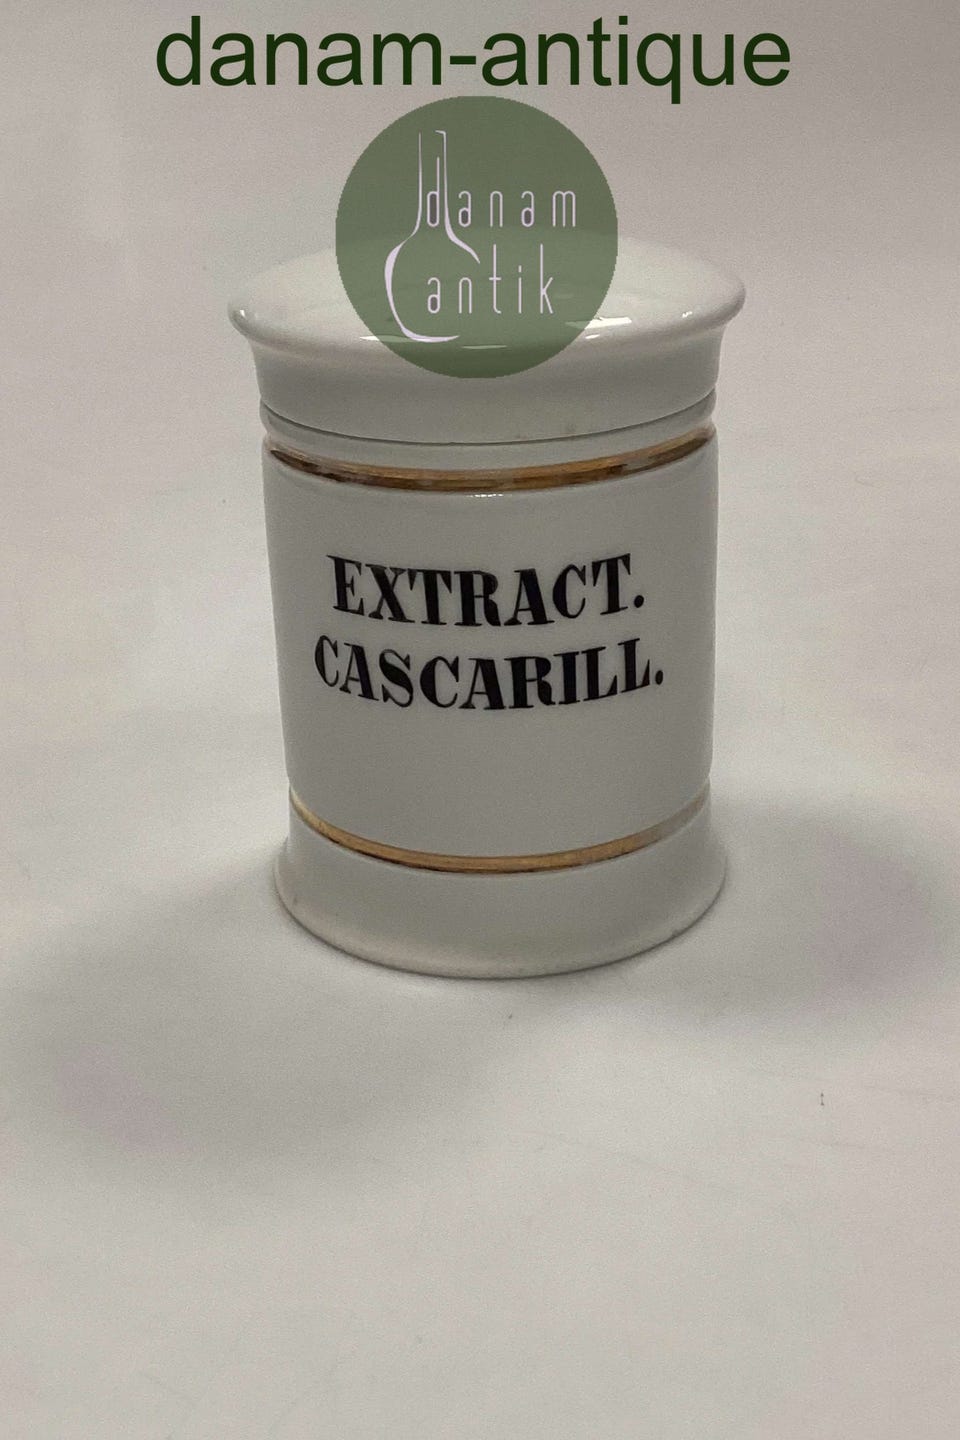 danam-antique
danam
antik
EXTRACT.
CASCARILL.